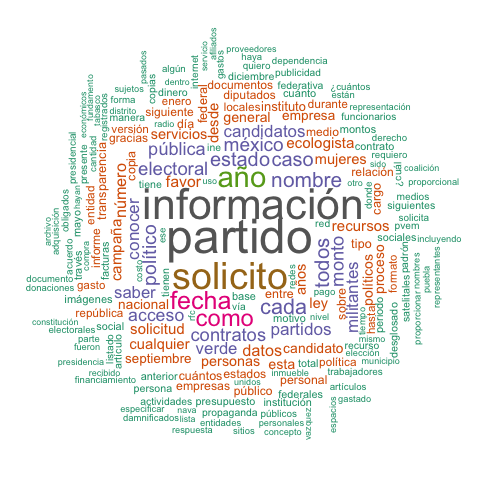 proveedores
afiliados
gastos
servicio
haya
internet
quiero
dependencia
pasados
algún
diciembre
publicidad
sujetos
copias
dentro
documentos
federativa
¿cuántos
fundamento
económicos
forma
dinero
diputados
cuánto
están
tabasco
registrados
distrito
enero
federal
desde
locales
instituto
durante
representación
manera
siguiente
general
empresa
funcionarios
versión
radio
día
presidencial
cantidad
gracias
servicios
ine
candidatos
medio
montos
transparencia
copia
pública
méxico
ecologista
derecho
contrato
requiero
mayo
hayan
presente
número
electoral
estado
caso
mujeres
sido
¿cuál
coalición
entidad
favor
tiene
uso
año
nombre
relación
otro
donde
cargo
proporcional
archivo
adquisición
obligados
informe
campaña
conocer
información
red
recursos
medios
siguientes
solicita
acuerdo
través
compra
facturas
político
costo
ese
partido
todos
monto
tipo
sociales
pvem
incluyendo
documento
donaciones
gasto
saber
tienen
solicito
cada
militantes
políticos
proceso
formato
satelitales
padrón
nombres
puebla
representantes
imágenes
nacional
fecha
base
redes
años
entre
sobre
hasta
periodo
desglosado
proporcionar
república
acceso
rfc
como
motivo
ley
nivel
pago
tiempo
constitución
electorales
social
solicitud
contratos
partidos
recurso
mismo
parte
fueron
listado
artículo
cualquier
verde
datos
candidato
elección
presidencia
recibido
septiembre
personas
esta
total
política
municipio
financiamiento
anterior
cuántos
estados
inmueble
trabajadores
persona
empresas
unidos
público
personal
artículos
actividades
presupuesto
institución
federales
gastado
especificar
nava
vía
propaganda
públicos
espacios
damnificados
lista
entidades
personales
vazquez
respuesta
sitios
concepto